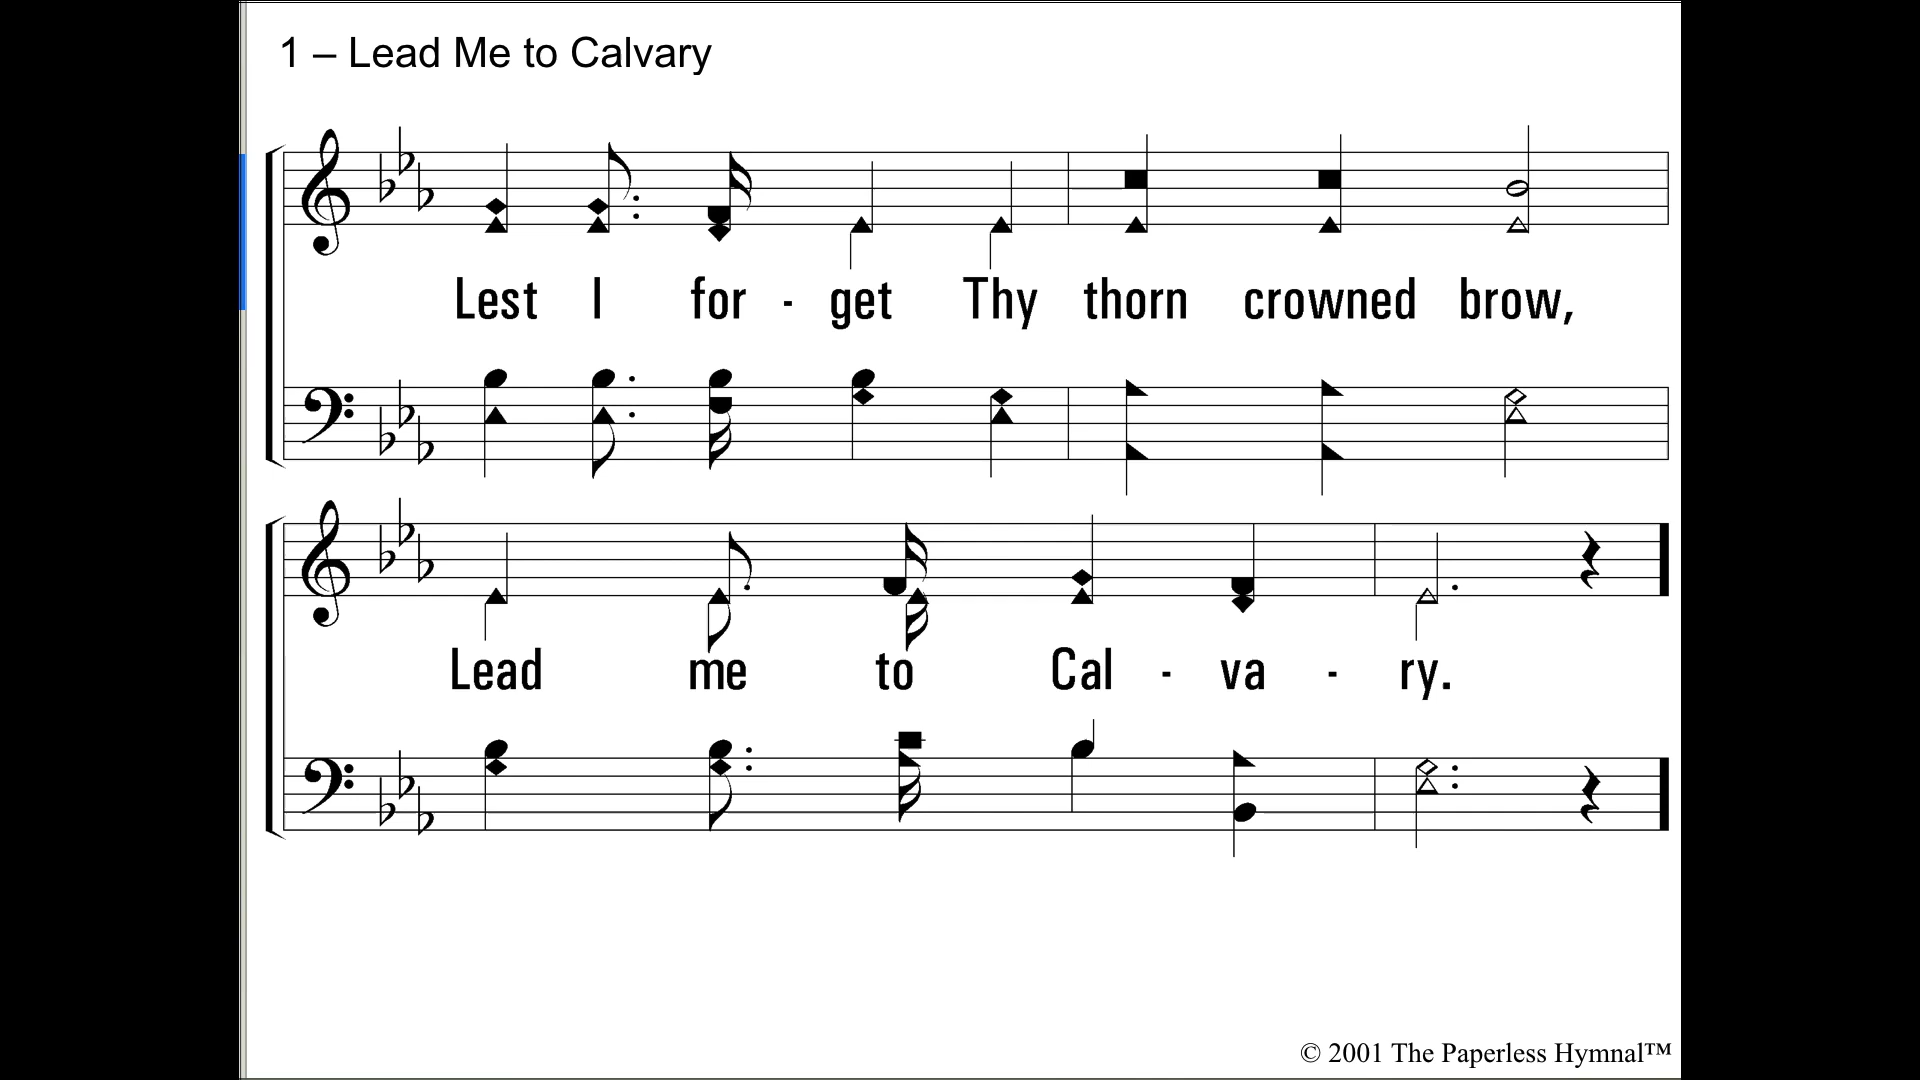 1 – Lead Me to Calvary
Lest I for - get Thy thorn crowned brow,
Lead me to Cal - va - ry.
© 2001 The Paperless Hymnal™